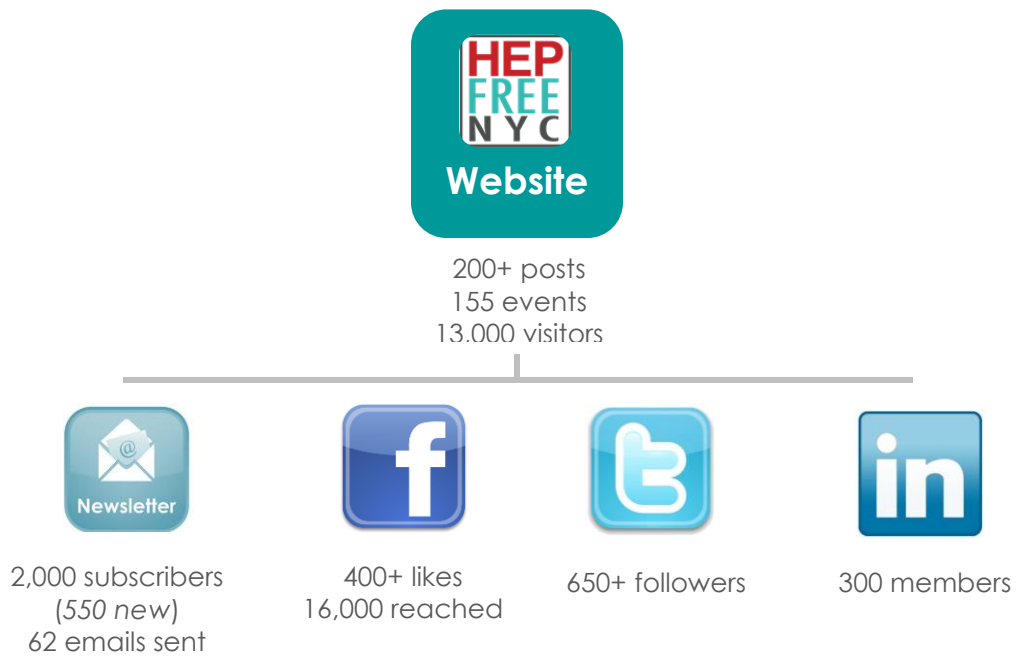 HEP
FREE
NYC
Website
200+ posts
155 events
13,000 visitors
@
Newsletter
f
t
in
2,000 subscribers
(550 new)
62 emails sent
400+ likes
16,000 reached
650+ followers
300 members